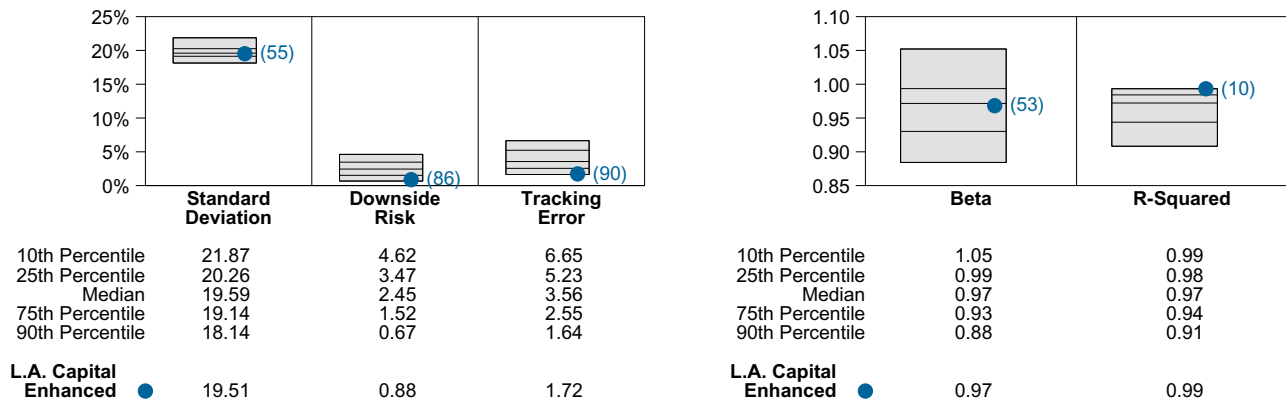 25%
20%
15%
10%
5%
0%
(55)
(86)
(90)
Standard Deviation
Downside Risk
Tracking Error
10th Percentile 21.87 4.62 6.65
25th Percentile 20.26 3.47 5.23
Median 19.59 2.45 3.56
75th Percentile 19.14 1.52 2.55
90th Percentile 18.14 0.67 1.64
L.A. Capital
Enhanced 19.51 0.88 1.72
1.10
1.05
1.00
0.95
0.90
0.85
(53)
(10)
Beta
R-Squared
10th Percentile 1.05 0.99
25th Percentile 0.99 0.98
Median 0.97 0.97
75th Percentile 0.93 0.94
90th Percentile 0.88 0.91
L.A. Capital
Enhanced 0.97 0.99